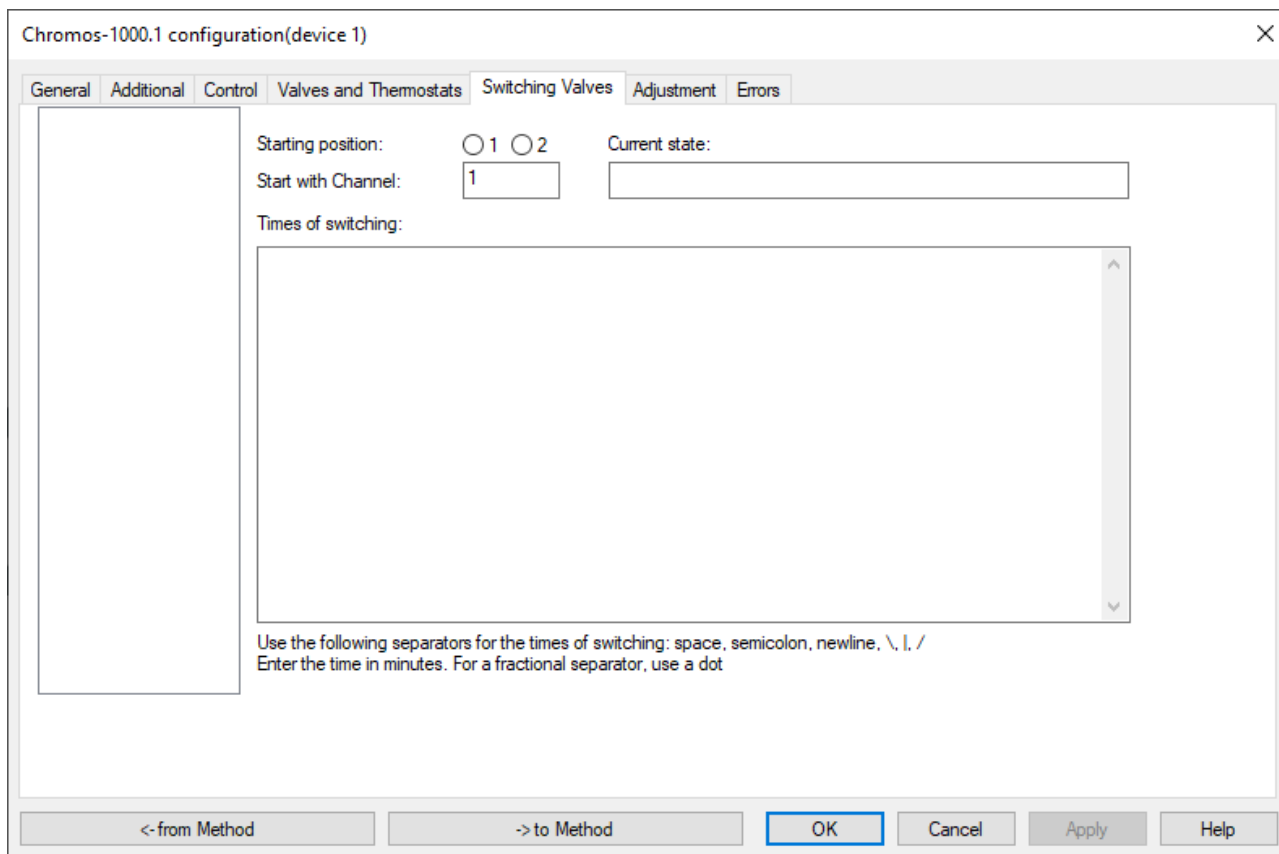 Chromos-1000.1 configuration(device 1)
General Additional Control Valves and Thermostats Switching Valves Adjustment Errors
Starting position: 1 2 Current state:
Start with Channel: 1
Times of switching:
Use the following separators for the times of switching: space, semicolon, newline, \, |, /
Enter the time in minutes. For a fractional separator, use a dot
<- from Method -> to Method OK Cancel Apply Help